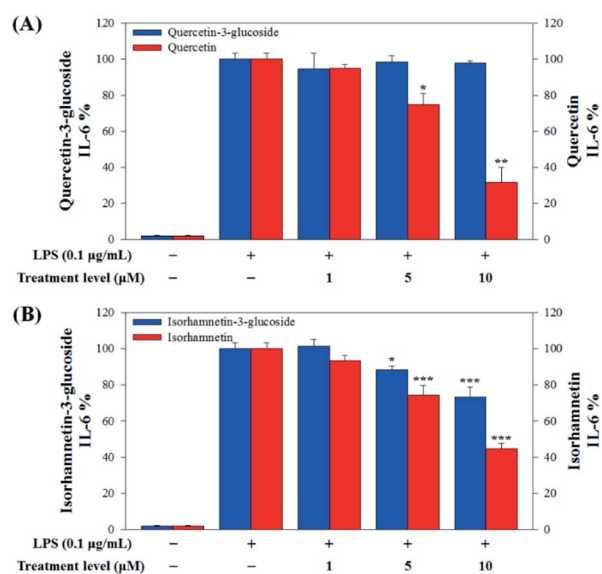 (A)
Quercetin-3-glucoside
Quercetin
Quercetin-3-glucoside
IL-6 %
Quercetin
IL-6 %
120 120
100 100
80 80
60 60
40 40
20 20
0 0
*
**
LPS (0.1 µg/mL) – + + + +
Treatment level (µM) – – 1 5 10
(B)
Isorhamnetin-3-glucoside
Isorhamnetin
Isorhamnetin-3-glucoside
IL-6 %
Isorhamnetin
IL-6 %
120 120
100 100
80 80
60 60
40 40
20 20
0 0
* *** ***
***
LPS (0.1 µg/mL) – + + + +
Treatment level (µM) – – 1 5 10